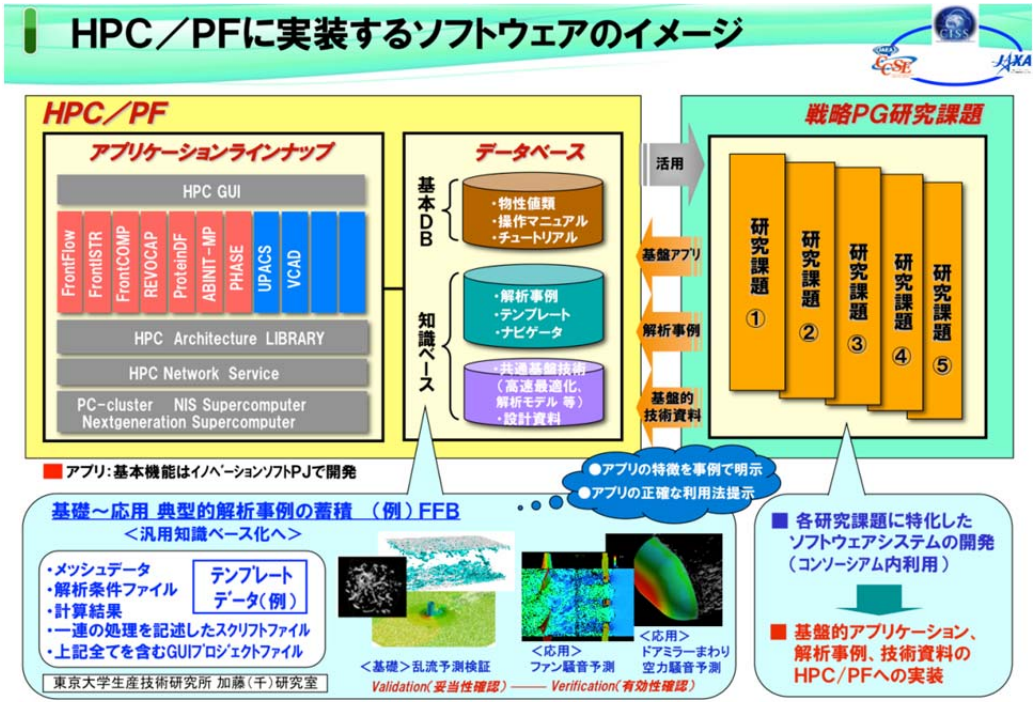 HPC／PFに実装するソフトウェアのイメージ
CISS
CCSE
JAXA
HPC／PF
アプリケーションラインナップ
HPC GUI
FrontFlow
FrontISTR
FrontCOMP
REVOCAP
ProteinDF
ABINIT-MP
PHASE
UPACS
VCAD
HPC Architecture LIBRARY
HPC Network Service
PC-cluster NIS Supercomputer
Nextgeneration Supercomputer
データベース
基本DB
・物性値類
・操作マニュアル
・チュートリアル
知識ベース
・解析事例
・テンプレート
・ナビゲータ
・共通基盤技術
(高速最適化、
解析モデル 等)
・設計資料
活用
基盤アプリ
解析事例
基盤的
技術資料
戦略PG研究課題
研究課題①
研究課題②
研究課題③
研究課題④
研究課題⑤
アプリ：基本機能はイノベーションソフトPJで開発
●アプリの特徴を事例で明示
●アプリの正確な利用法提示
基礎～応用 典型的解析事例の蓄積 （例）FFB
＜汎用知識ベース化へ＞
・メッシュデータ
・解析条件ファイル
・計算結果
・一連の処理を記述したスクリフトファイル
・上記全てを含むGUIプロジェクトファイル
テンプレート
データ(例)
東京大学生産技術研究所 加藤(千)研究室
＜基礎＞乱流予測検証
＜応用＞
ファン騒音予測
＜応用＞
ドアミラーまわり
空力騒音予測
Validation(妥当性確認) —— Verification(有効性確認)
■ 各研究課題に特化した
ソフトウェアシステムの開発
(コンソーシアム内利用)
■ 基盤的アプリケーション、
解析事例、技術資料の
HPC/PFへの実装